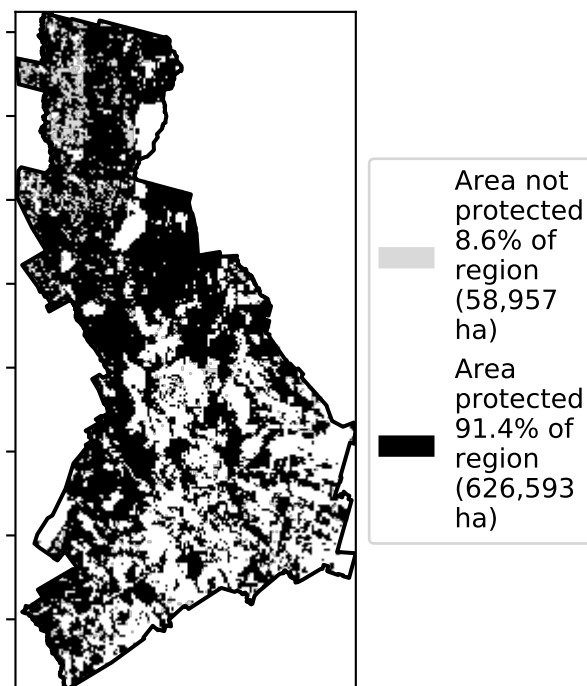 Area not
protected
8.6% of
region
(58,957
ha)
Area
protected
91.4% of
region
(626,593
ha)